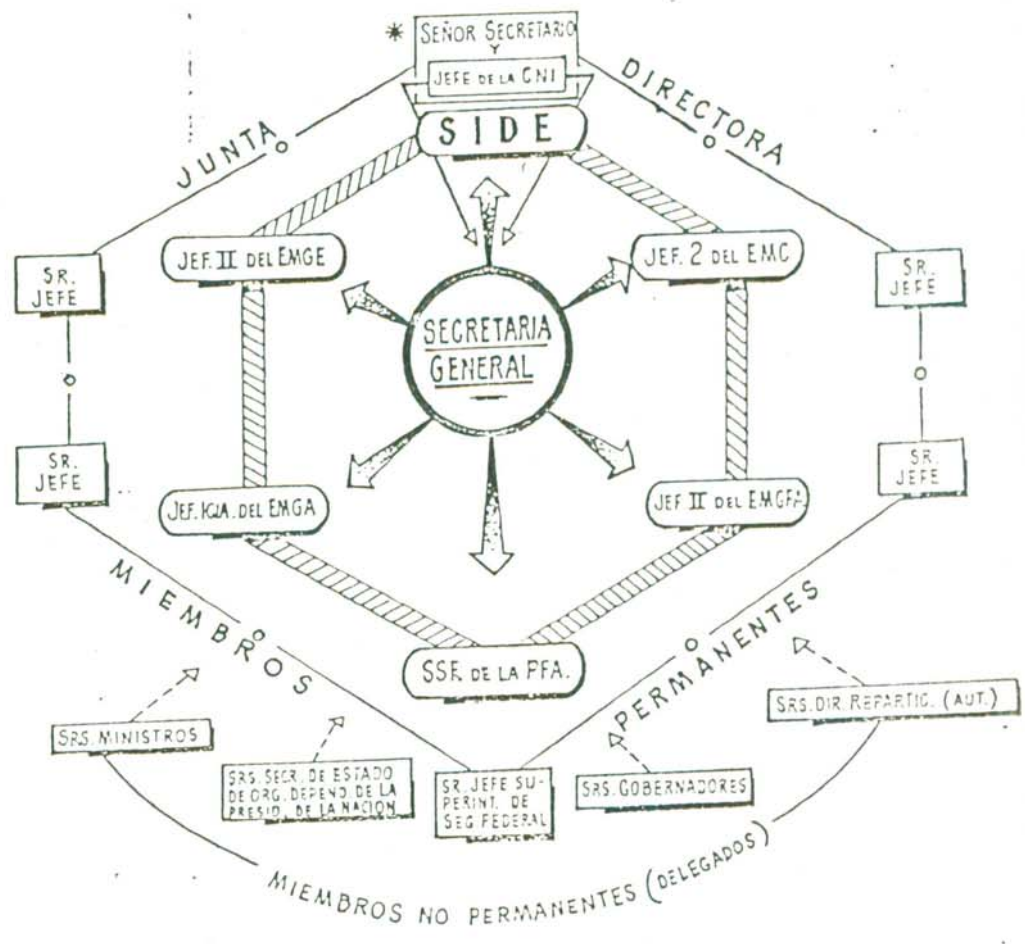 * SEÑOR SECRETARIO
Y
JEFE DE LA CNI
SIDE
JUNTA
DIRECTORA
JEF. II DEL EMGE
JEF. 2 DEL EMC
SR.
JEFE
SR.
JEFE
SECRETARIA
GENERAL
SR.
JEFE
SR.
JEFE
JEF. IQIA. DEL EMGA
JEF II DEL EMGFA
MIEMBROS
PERMANENTES
SSF. DE LA PFA.
SRS. MINISTROS
SRS. DIR. REPARTIC. (AUT.)
SRS. SECR. DE ESTADO
DE ORG. DEPEND. DE LA
PRESID. DE LA NACION
SR. JEFE SU-
PERINT. DE
SEG FEDERAL
SRS. GOBERNADORES
MIEMBROS NO PERMANENTES (DELEGADOS)